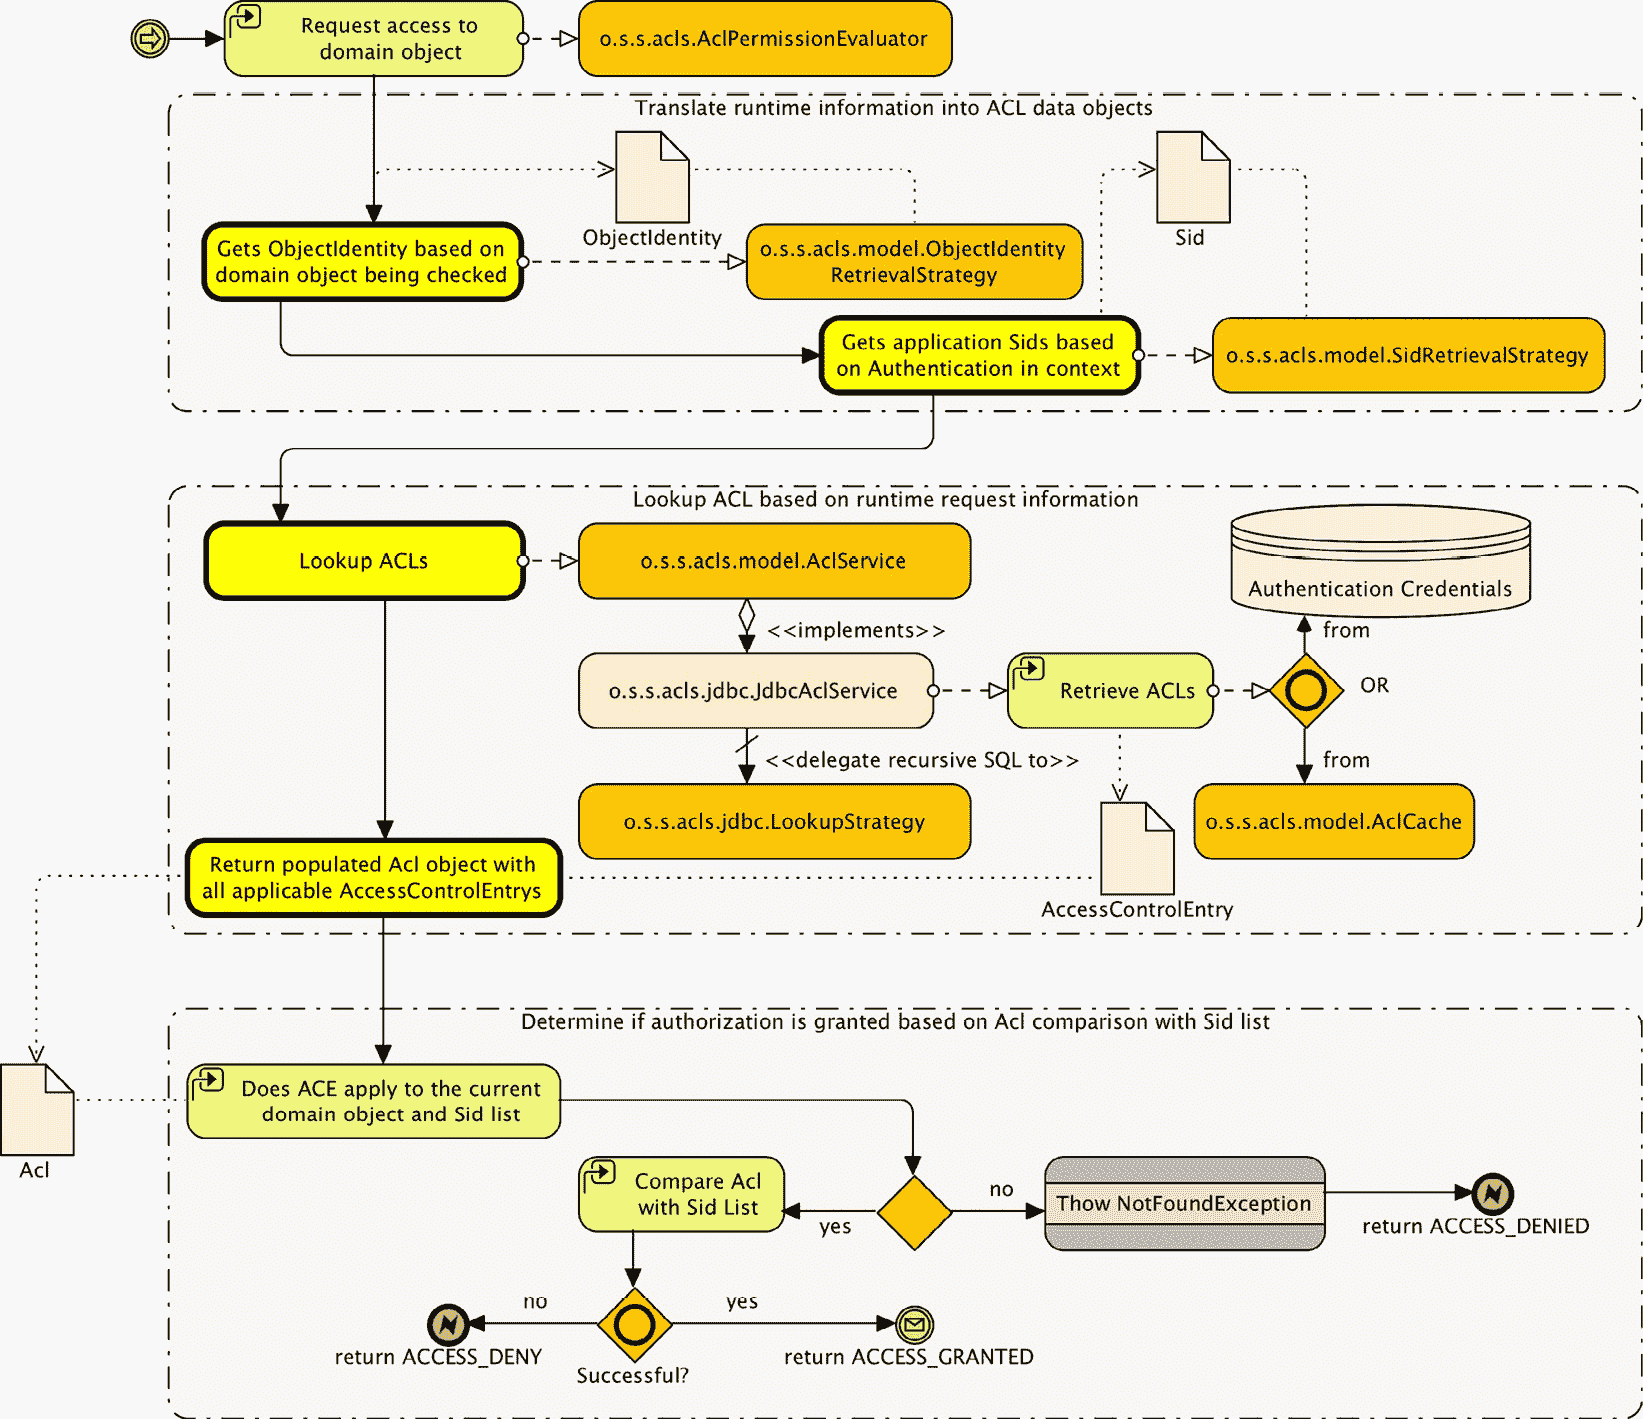 Request access to
domain object
o.s.s.acls.AclPermissionEvaluator
Translate runtime information into ACL data objects
ObjectIdentity
Sid
Gets ObjectIdentity based on
domain object being checked
o.s.s.acls.model.ObjectIdentity
RetrievalStrategy
Gets application Sids based
on Authentication in context
o.s.s.acls.model.SidRetrievalStrategy
Lookup ACL based on runtime request information
Lookup ACLs
o.s.s.acls.model.AclService
Authentication Credentials
<<implements>>
from
o.s.s.acls.jdbc.JdbcAclService
Retrieve ACLs
OR
<<delegate recursive SQL to>>
from
o.s.s.acls.jdbc.LookupStrategy
o.s.s.acls.model.AclCache
Return populated Acl object with
all applicable AccessControlEntrys
AccessControlEntry
Determine if authorization is granted based on Acl comparison with Sid list
Does ACE apply to the current
domain object and Sid list
Acl
Compare Acl
with Sid List
yes
no
Thow NotFoundException
return ACCESS_DENIED
no
yes
return ACCESS_DENY
return ACCESS_GRANTED
Successful?